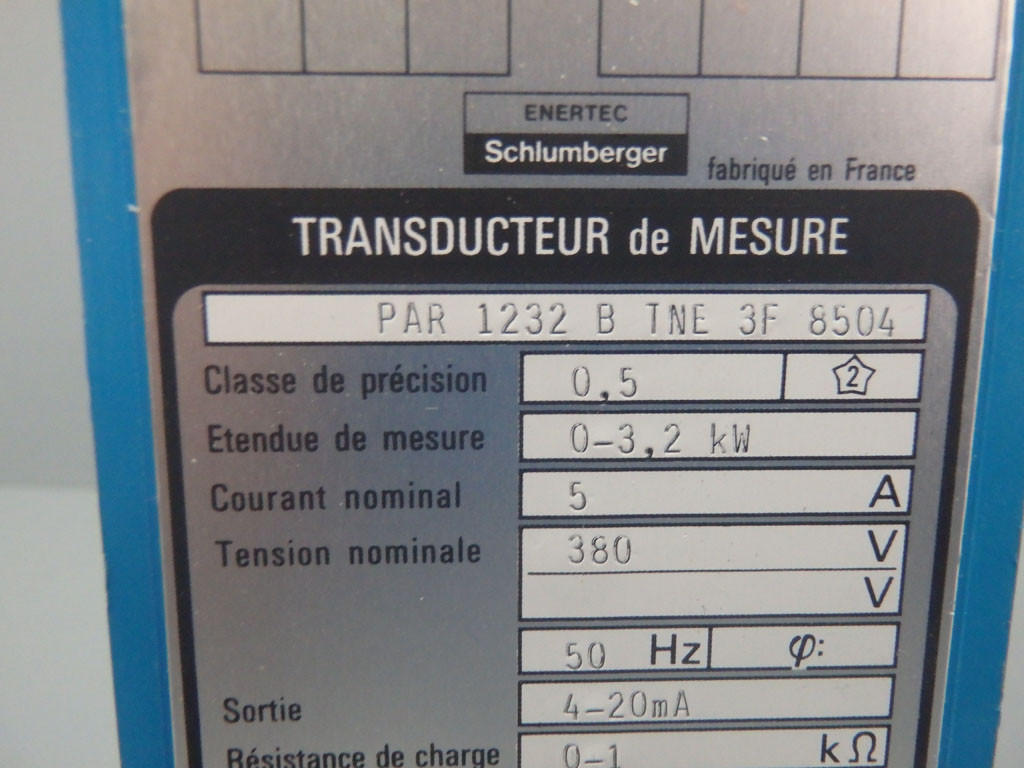 ENERTEC
Schlumberger
fabriqué en France
TRANSDUCTEUR de MESURE
PAR 1232 B TNE 3F 8504
Classe de précision 0,5 2
Etendue de mesure 0-3,2 kW
Courant nominal 5 A
Tension nominale 380 V
V
50 Hz φ:
Sortie 4-20mA
Résistance de charge 0-1 kΩ